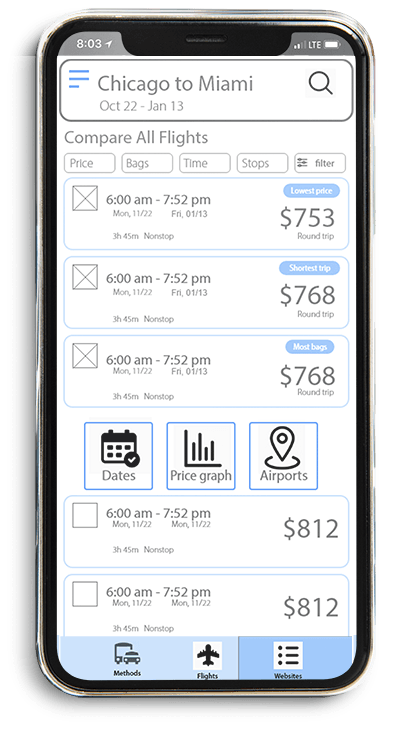 8:03 LTE
Chicago to Miami
Oct 22 - Jan 13
Compare All Flights
Price Bags Time Stops filter
Lowest price
6:00 am - 7:52 pm
Mon, 11/22 Fri, 01/13
$753
Round trip
3h 45m Nonstop
Shortest trip
6:00 am - 7:52 pm
Mon, 11/22 Fri, 01/13
$768
Round trip
3h 45m Nonstop
Most bags
6:00 am - 7:52 pm
Mon, 11/22 Fri, 01/13
$768
Round trip
3h 45m Nonstop
Dates Price graph Airports
6:00 am - 7:52 pm
Mon, 11/22 Mon, 11/22
$812
3h 45m Nonstop
6:00 am - 7:52 pm
Mon, 11/22 Mon, 11/22
$812
3h 45m Nonstop
Methods Flights Websites